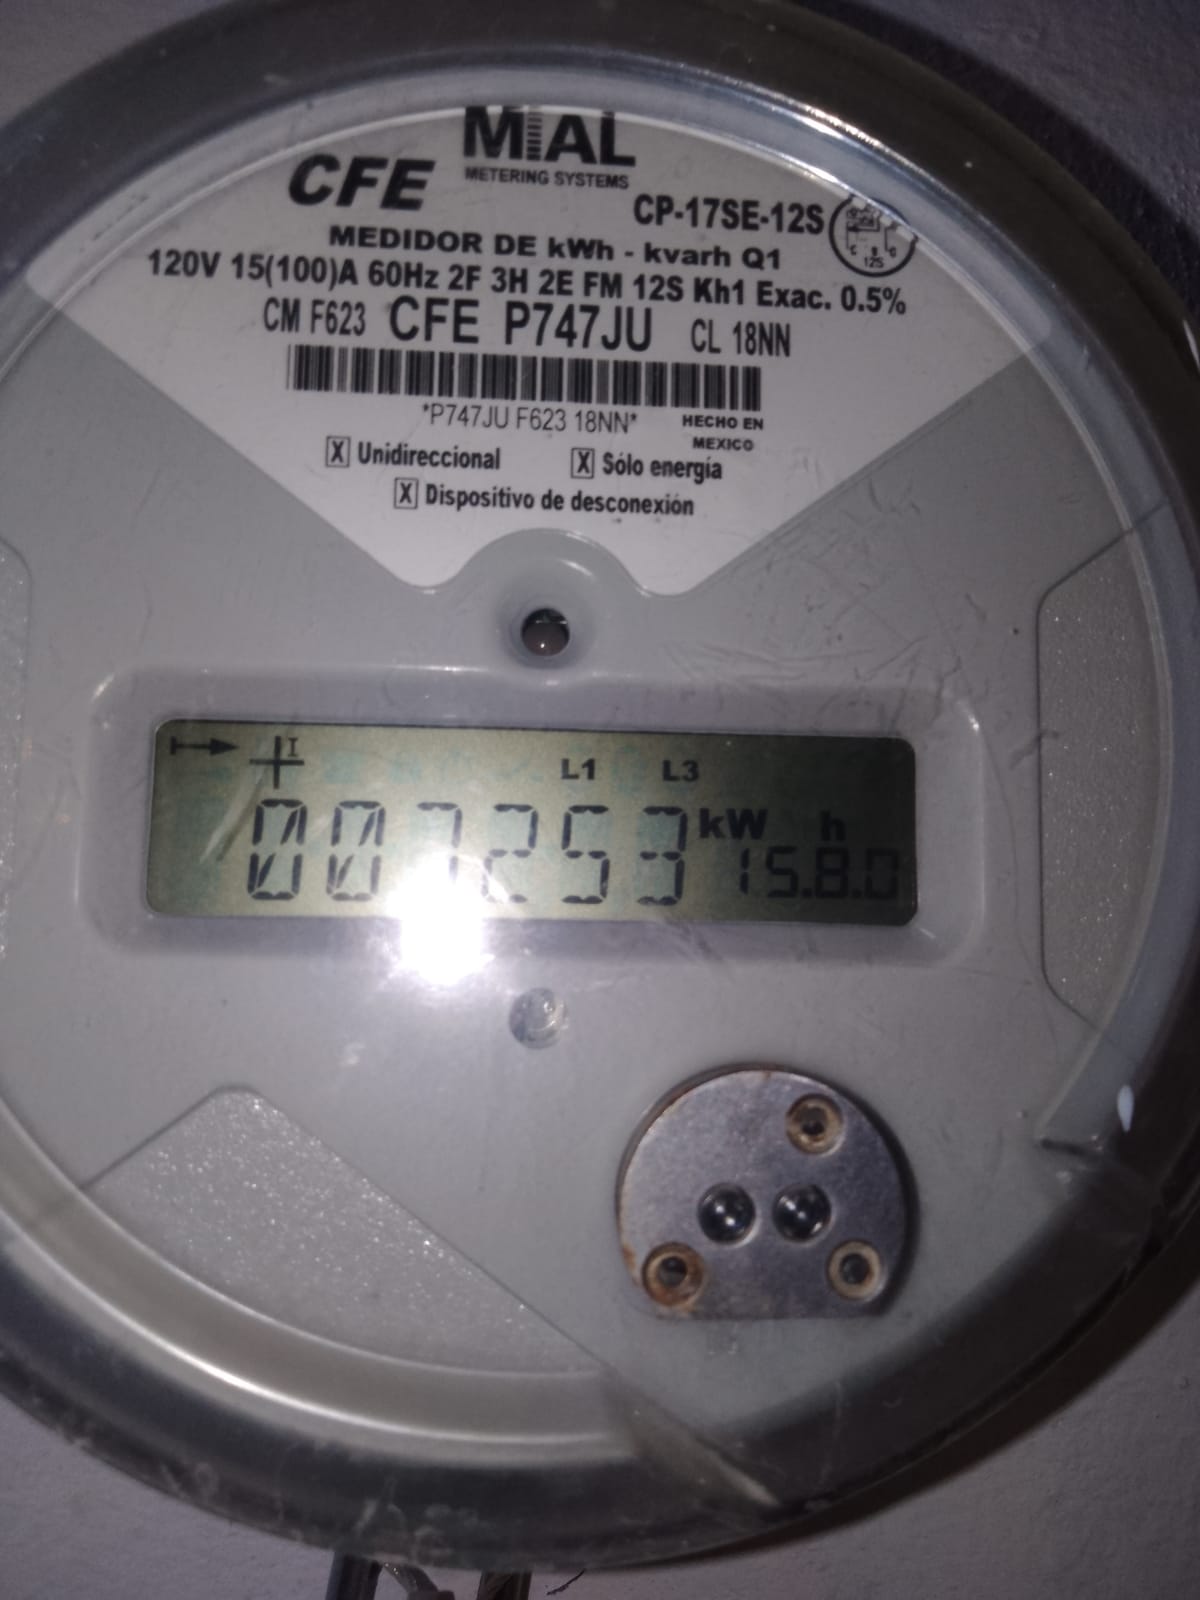 MIAL
METERING SYSTEMS
CFE
CP-17SE-12S
12S
MEDIDOR DE kWh - kvarh Q1
120V 15(100)A 60Hz 2F 3H 2E FM 12S Kh1 Exac. 0.5%
CM F623 CFE P747JU CL 18NN
*P747JU F623 18NN*
HECHO EN
MEXICO
X Unidireccional X Sólo energía
X Dispositivo de desconexión
I L1 L3
007253 kW h 15.8.0